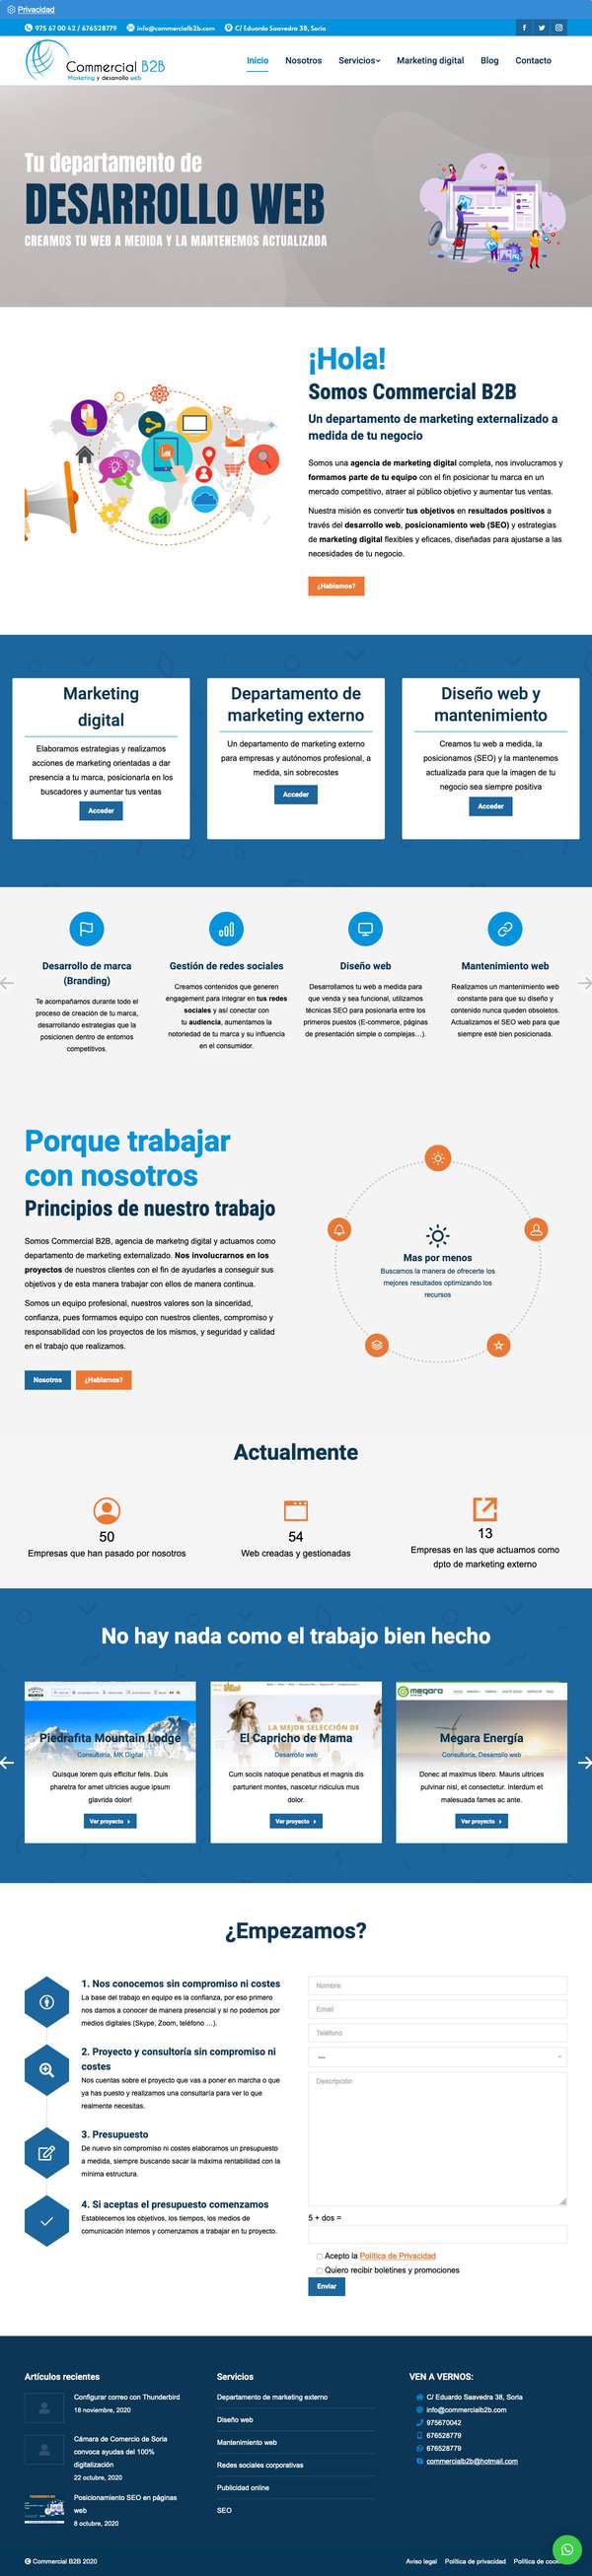 Privacidad
975 67 00 42 / 676528779 info@commercialb2b.com C/ Eduardo Saavedra 38, Soria
Commercial B2B
Marketing y desarrollo web
Inicio Nosotros Servicios Marketing digital Blog Contacto
Tu departamento de
DESARROLLO WEB
CREAMOS TU WEB A MEDIDA Y LA MANTENEMOS ACTUALIZADA
¡Hola!
Somos Commercial B2B
Un departamento de marketing externalizado a
medida de tu negocio
Somos una agencia de marketing digital completa, nos involucramos y
formamos parte de tu equipo con el fin posicionar tu marca en un
mercado competitivo, atraer al público objetivo y aumentar tus ventas.
Nuestra misión es convertir tus objetivos en resultados positivos a
través del desarrollo web, posicionamiento web (SEO) y estrategias
de marketing digital flexibles y eficaces, diseñadas para ajustarse a las
necesidades de tu negocio.
¿Hablamos?
Marketing
digital
Elaboramos estrategias y realizamos
acciones de marketing orientadas a dar
presencia a tu marca, posicionarla en los
buscadores y aumentar tus ventas
Acceder
Departamento de
marketing externo
Un departamento de marketing externo
para empresas y autónomos profesional, a
medida, sin sobrecostes
Acceder
Diseño web y
mantenimiento
Creamos tu web a medida, la
posicionamos (SEO) y la mantenemos
actualizada para que la imagen de tu
negocio sea siempre positiva
Acceder
Desarrollo de marca
(Branding)
Te acompañamos durante todo el
proceso de creación de tu marca,
desarrollando estrategias que la
posicionen dentro de entornos
competitivos.
Gestión de redes sociales
Creamos contenidos que generen
engagement para integrar en tus redes
sociales y así conectar con
tu audiencia, aumentamos la
notoriedad de tu marca y su influencia
en el consumidor.
Diseño web
Desarrollamos tu web a medida para
que venda y sea funcional, utilizamos
técnicas SEO para posicionarla entre los
primeros puestos (E-commerce, páginas
de presentación simple o complejas…).
Mantenimiento web
Realizamos un mantenimiento web
constante para que su diseño y
contenido nunca queden obsoletos.
Actualizamos el SEO web para que
siempre esté bien posicionada.
Porque trabajar
con nosotros
Principios de nuestro trabajo
Somos Commercial B2B, agencia de marketng digital y actuamos como
departamento de marketing externalizado. Nos involucrarnos en los
proyectos de nuestros clientes con el fin de ayudarles a conseguir sus
objetivos y de esta manera trabajar con ellos de manera continua.
Somos un equipo profesional, nuestros valores son la sinceridad,
confianza, pues formamos equipo con nuestros clientes, compromiso y
responsabilidad con los proyectos de los mismos, y seguridad y calidad
en el trabajo que realizamos.
Nosotros ¿Hablamos?
Mas por menos
Buscamos la manera de ofrecerte los
mejores resultados optimizando los
recursos
Actualmente
50
Empresas que han pasado por nosotros
54
Web creadas y gestionadas
13
Empresas en las que actuamos como
dpto de marketing externo
No hay nada como el trabajo bien hecho
Piedrafita Mountain Lodge
Consultoría, MK Digital
Quisque lorem quis efficitur felis. Duis
pharetra for amet ultricies augue ipsum
glavrida dolor!
Ver proyecto
LA MEJOR SELECCIÓN DE
El Capricho de Mama
Desarrollo web
Cum sociis natoque penatibus et magnis dis
parturient montes, nascetur ridiculus mus
dolor.
Ver proyecto
megara
Megara Energía
Consultoría, Desarrollo web
Donec at maximus libero. Mauris ultrices
pulvinar nisl, et consectetur. Interdum et
malesuada fames ac ante.
Ver proyecto
¿Empezamos?
1. Nos conocemos sin compromiso ni costes
La base del trabajo en equipo es la confianza, por eso primero
nos damos a conocer de manera presencial y si no podemos por
medios digitales (Skype, Zoom, teléfono …).
2. Proyecto y consultoría sin compromiso ni
costes
Nos cuentas sobre el proyecto que vas a poner en marcha o que
ya has puesto y realizamos una consultaría para ver lo que
realmente necesitas.
3. Presupuesto
De nuevo sin compromiso ni costes elaboramos un presupuesto
a medida, siempre buscando sacar la máxima rentabilidad con la
mínima estructura.
4. Si aceptas el presupuesto comenzamos
Establecemos los objetivos, los tiempos, los medios de
comunicación internos y comenzamos a trabajar en tu proyecto.
Nombre
Email
Teléfono
---
Descripción
5 + dos =
Acepto la Política de Privacidad
Quiero recibir boletines y promociones
Enviar
Artículos recientes
Configurar correo con Thunderbird
18 noviembre, 2020
Cámara de Comercio de Soria
convoca ayudas del 100%
digitalización
22 octubre, 2020
Posicionamiento SEO en páginas
web
8 octubre, 2020
Servicios
Departamento de marketing externo
Diseño web
Mantenimiento web
Redes sociales corporativas
Publicidad online
SEO
VEN A VERNOS:
C/ Eduardo Saavedra 38, Soria
info@commercialb2b.com
975670042
676528779
676528779
commercialb2b@hotmail.com
Commercial B2B 2020
Aviso legal Política de privacidad Política de coo